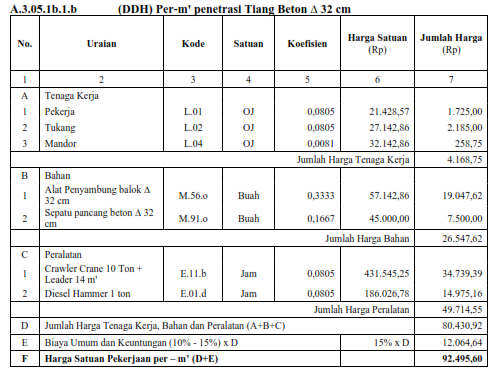 A.3.05.1b.1.b (DDH) Per-m' penetrasi Tiang Beton Δ 32 cm
No. Uraian Kode Satuan Koefisien Harga Satuan (Rp) Jumlah Harga (Rp)
1 2 3 4 5 6 7
A Tenaga Kerja
1 Pekerja L.01 OJ 0,0805 21.428,57 1.725,00
2 Tukang L.02 OJ 0,0805 27.142,86 2.185,00
3 Mandor L.04 OJ 0,0081 32.142,86 258,75
Jumlah Harga Tenaga Kerja 4.168,75
B Bahan
1 Alat Penyambung balok Δ 32 cm M.56.o Buah 0,3333 57.142,86 19.047,62
2 Sepatu pancang beton Δ 32 cm M.91.o Buah 0,1667 45.000,00 7.500,00
Jumlah Harga Bahan 26.547,62
C Peralatan
1 Crawler Crane 10 Ton + Leader 14 m' E.11.b Jam 0,0805 431.545,25 34.739,39
2 Diesel Hammer 1 ton E.01.d Jam 0,0805 186.026,78 14.975,16
Jumlah Harga Peralatan 49.714,55
D Jumlah Harga Tenaga Kerja, Bahan dan Peralatan (A+B+C) 80.430,92
E Biaya Umum dan Keuntungan (10% - 15%) x D 15% x D 12.064,64
F Harga Satuan Pekerjaan per – m' (D+E) 92.495,60